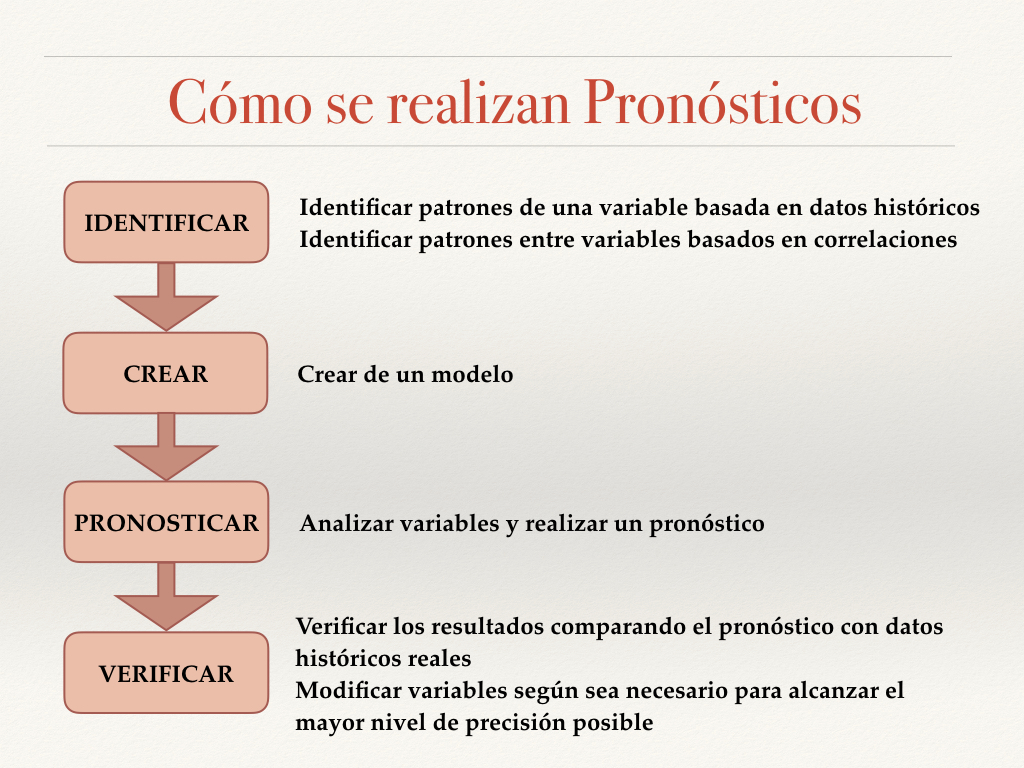 Cómo se realizan Pronósticos
IDENTIFICAR
Identificar patrones de una variable basada en datos históricos
Identificar patrones entre variables basados en correlaciones
CREAR
Crear de un modelo
PRONOSTICAR
Analizar variables y realizar un pronóstico
VERIFICAR
Verificar los resultados comparando el pronóstico con datos
históricos reales
Modificar variables según sea necesario para alcanzar el
mayor nivel de precisión posible